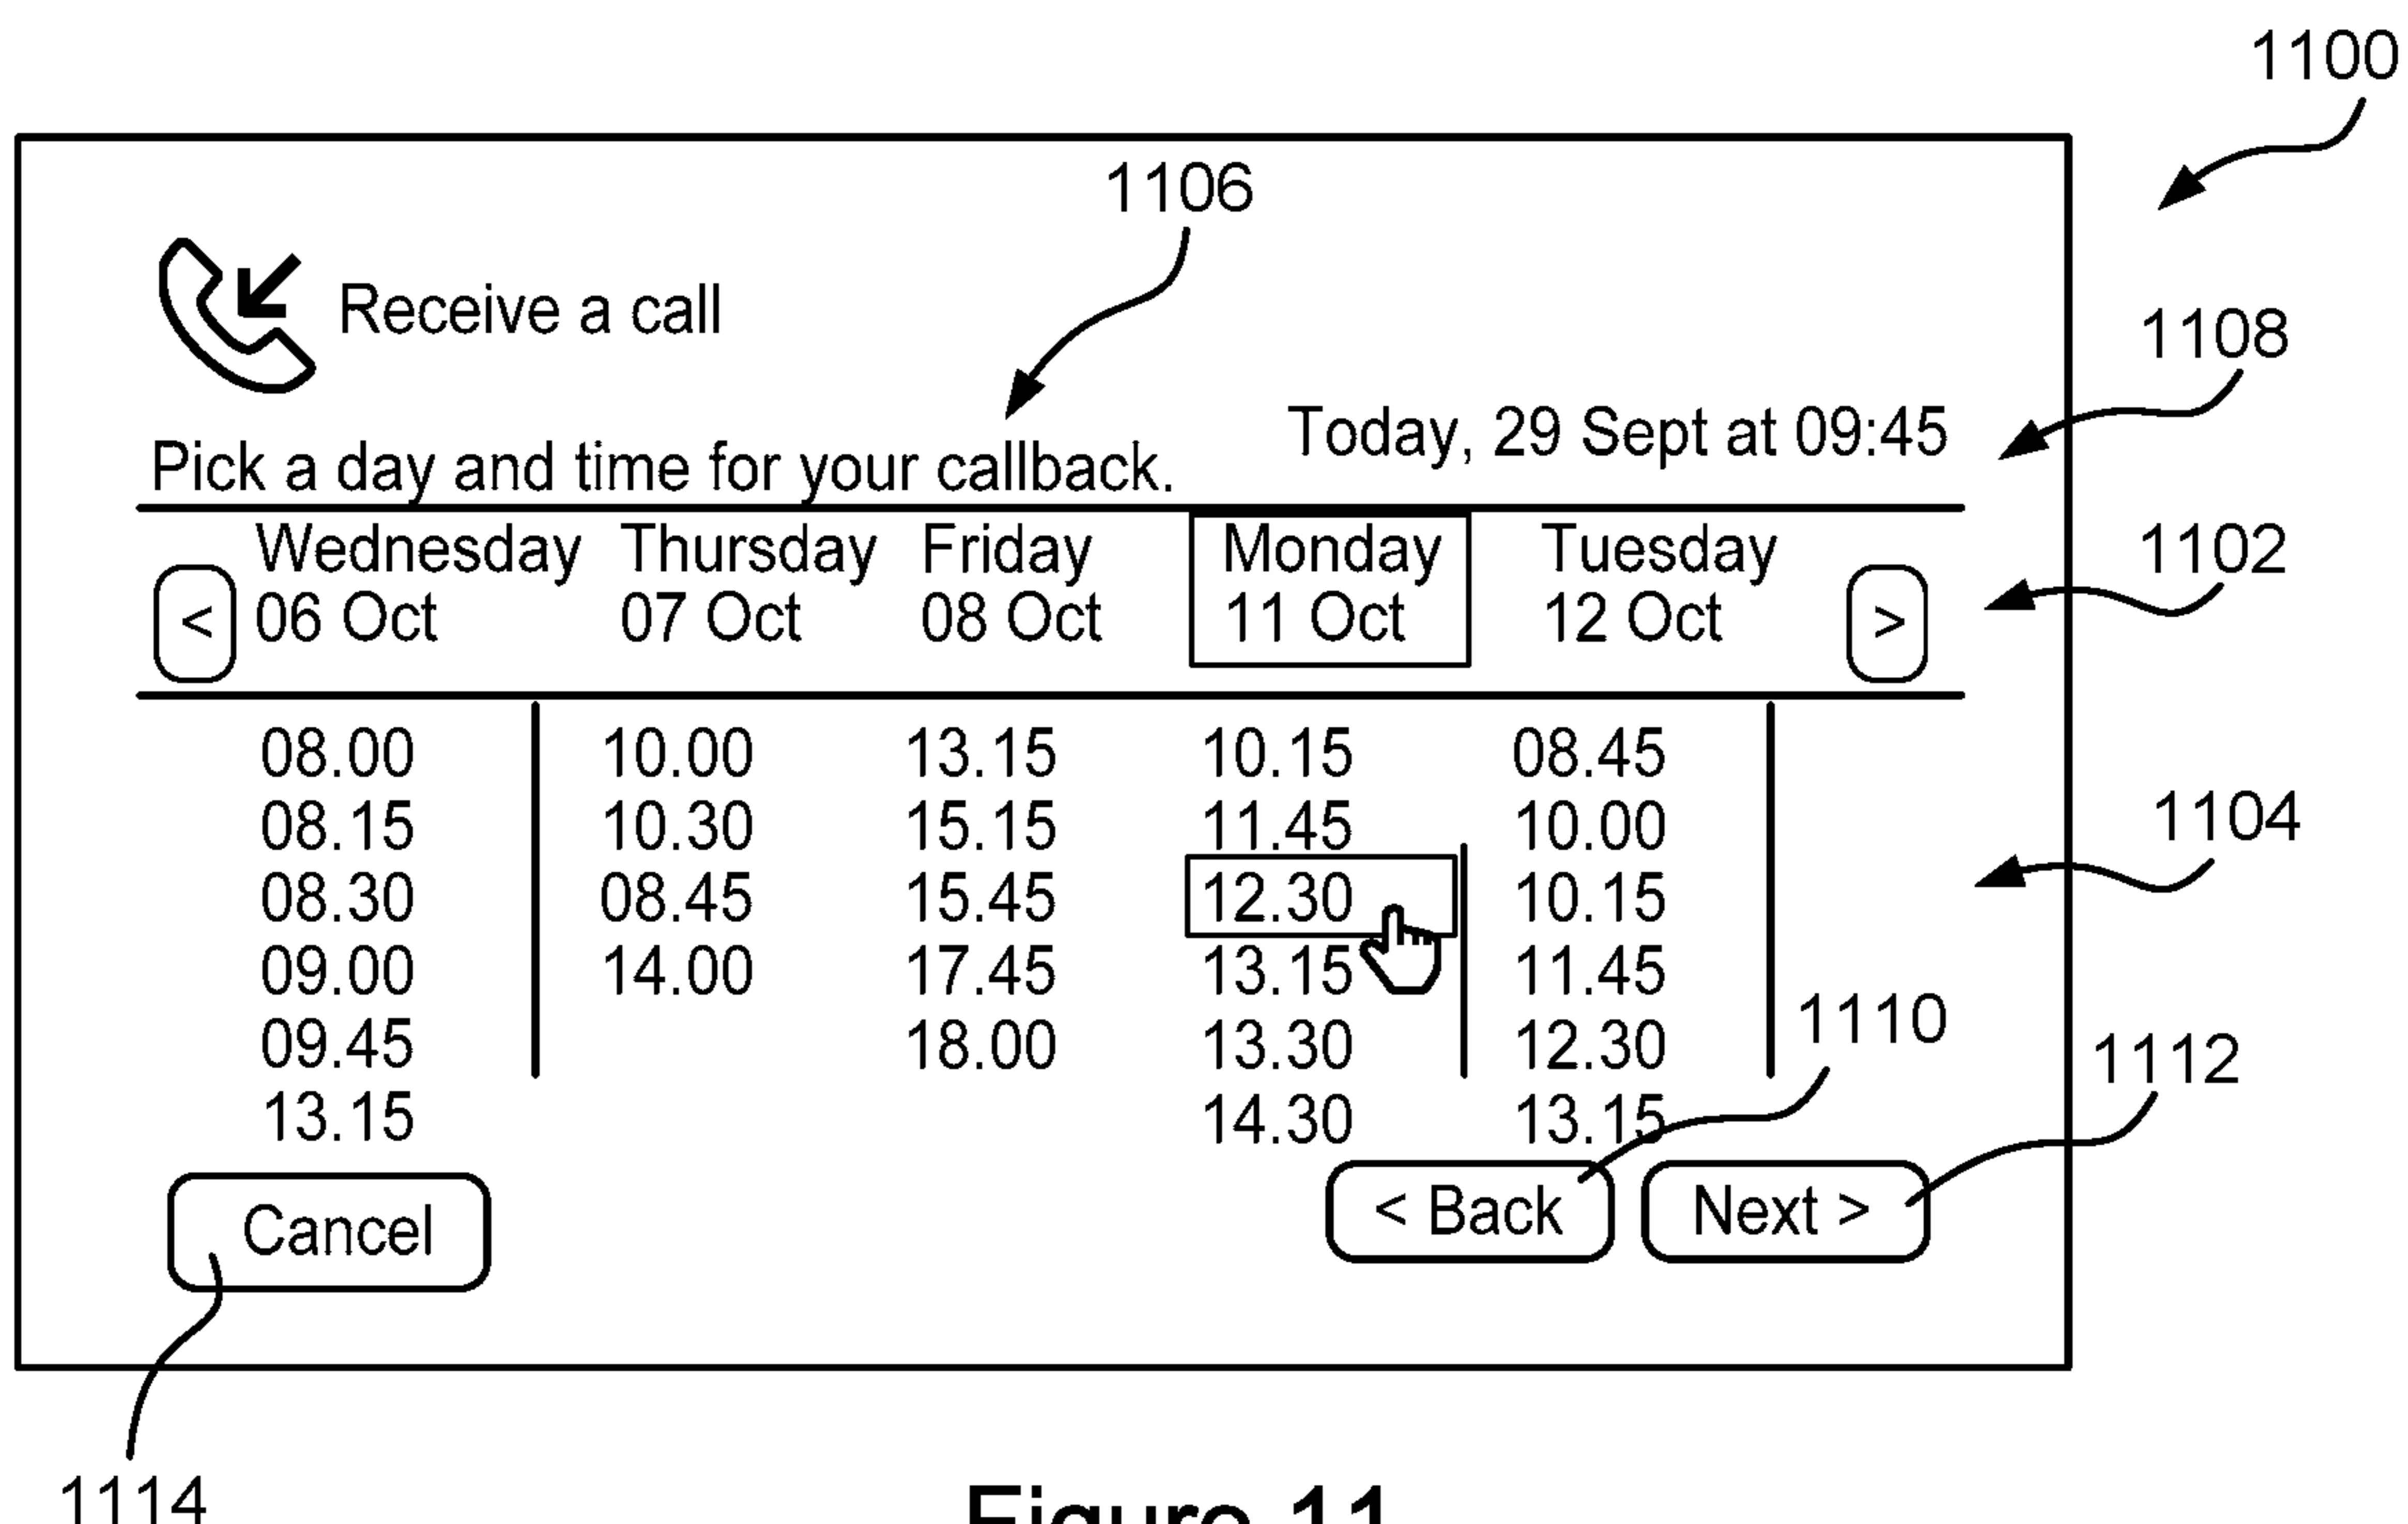 1100
1106
Receive a call
1108
Today, 29 Sept at 09:45
Pick a day and time for your callback.
Wednesday Thursday Friday Monday Tuesday
1102
< 06 Oct 07 Oct 08 Oct 11 Oct 12 Oct >
08.00 10.00 13.15 10.15 08.45
08.15 10.30 15.15 11.45 10.00
1104
08.30 08.45 15.45 12.30 10.15
09.00 14.00 17.45 13.15 11.45
1110
09.45 18.00 13.30 12.30
1112
13.15 14.30 13.15
Cancel < Back Next >
1114
Figure 11